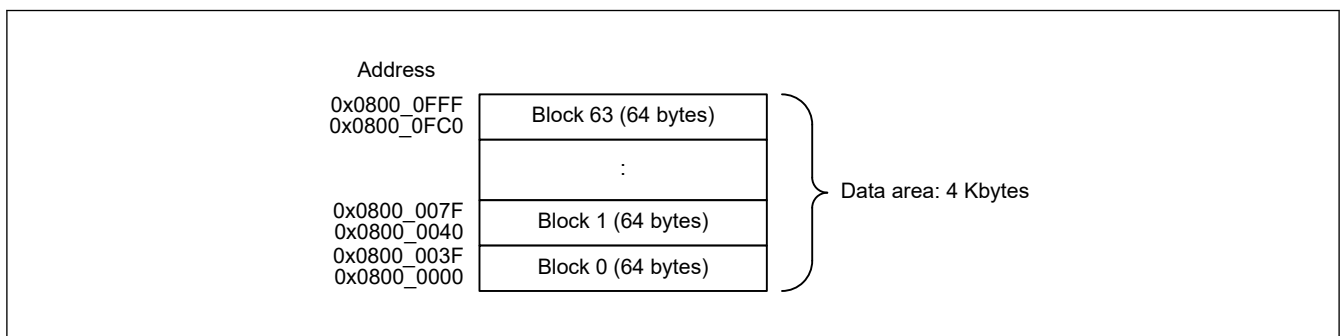 Address
0x0800_0FFF
0x0800_0FC0
Block 63 (64 bytes)
:
Data area: 4 Kbytes
0x0800_007F
0x0800_0040
Block 1 (64 bytes)
0x0800_003F
0x0800_0000
Block 0 (64 bytes)